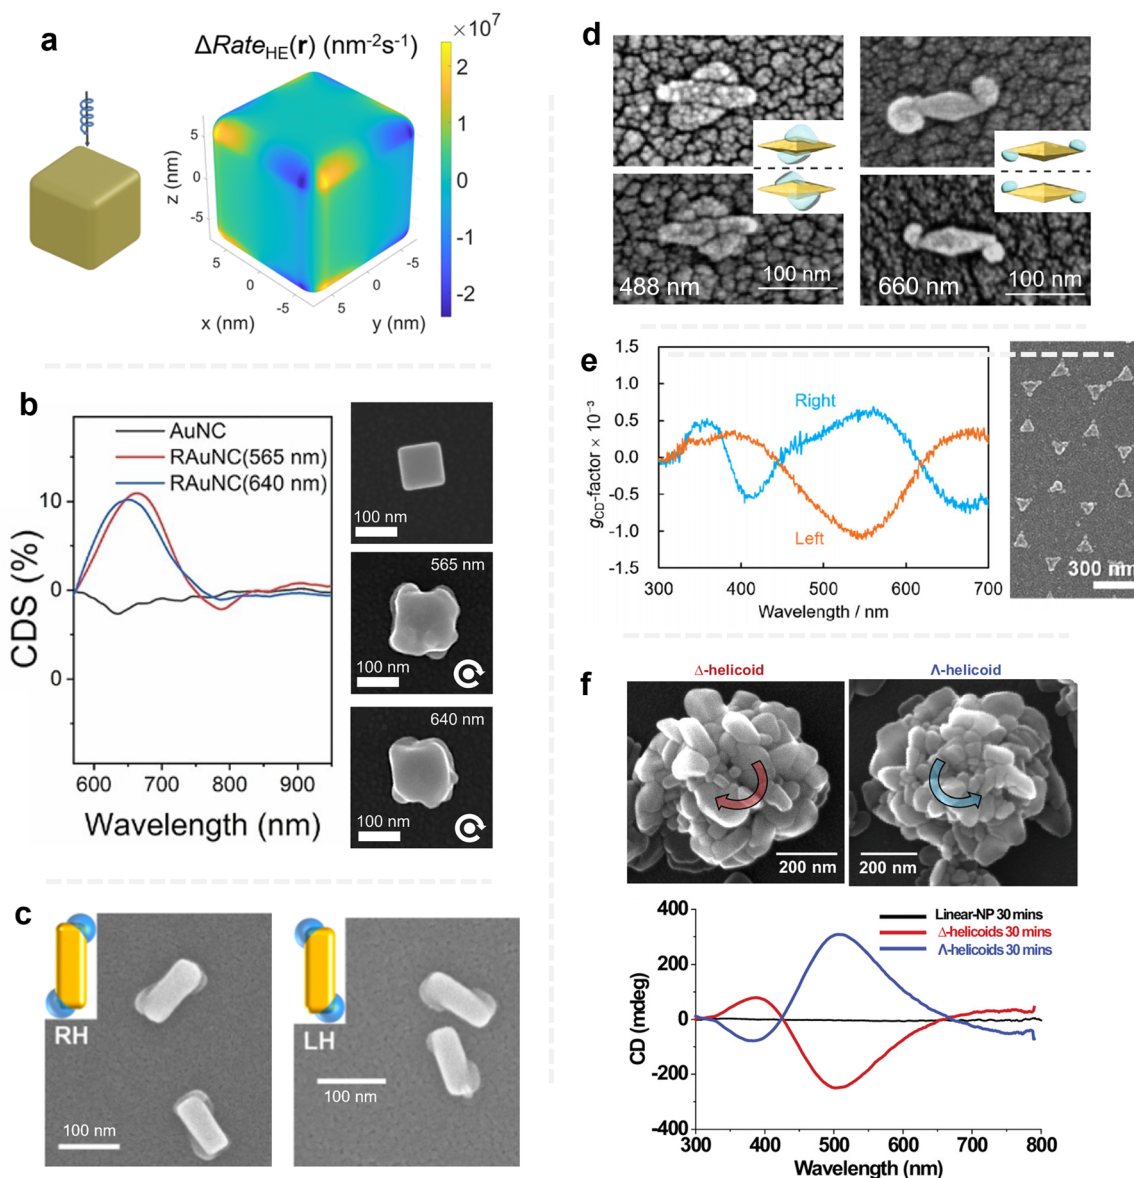 a
ΔRate_HE(r) (nm⁻²s⁻¹)
×10⁷
2
1
0
-1
-2
z (nm)
5
0
-5
x (nm)
5
0
-5
y (nm)
5
0
-5
b
AuNC
RAuNC(565 nm)
RAuNC(640 nm)
CDS (%)
10
0
0
600
700
800
900
Wavelength (nm)
100 nm
565 nm
100 nm
640 nm
100 nm
c
RH
100 nm
LH
100 nm
d
488 nm
100 nm
660 nm
100 nm
e
1.5
1.0
0.5
0.0
-0.5
-1.0
-1.5
g_CD-factor × 10⁻³
Right
Left
300
400
500
600
700
Wavelength / nm
300 nm
f
Δ-helicoid
Λ-helicoid
200 nm
200 nm
400
200
0
-200
-400
CD (mdeg)
Linear-NP 30 mins
Δ-helicoids 30 mins
Λ-helicoids 30 mins
300
400
500
600
700
800
Wavelength (nm)